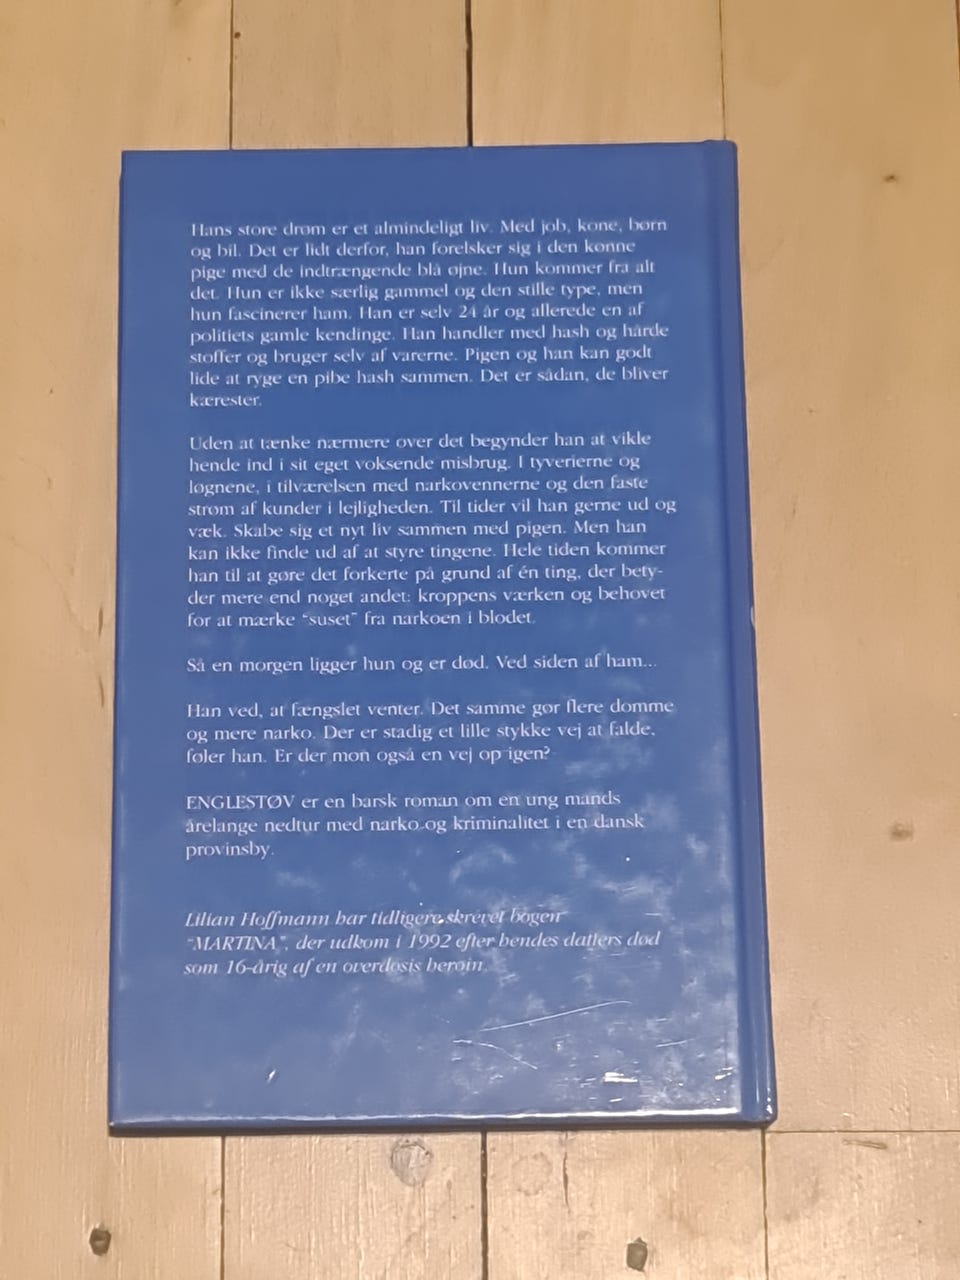 Hans store drøm er et almindeligt liv. Med job, kone, børn
og bil. Det er lidt derfor, han forelsker sig i den kønne
pige med de indtrængende blå øjne. Hun kommer fra alt
det. Hun er ikke særlig gammel og den stille type, men
hun fascinerer ham. Han er selv 24 år og allerede en af
politiets gamle kendinge. Han handler med hash og hårde
stoffer og bruger selv af varerne. Pigen og han kan godt
lide at ryge en pibe hash sammen. Det er sådan, de bliver
kærester.
Uden at tænke nærmere over det begynder han at vikle
hende ind i sit eget voksende misbrug. I tyverierne og
løgnene, i tilværelsen med narkovennerne og den faste
strøm af kunder i lejligheden. Til tider vil han gerne ud og
væk. Skabe sig et nyt liv sammen med pigen. Men han
kan ikke finde ud af at styre tingene. Hele tiden kommer
han til at gøre det forkerte på grund af én ting, der bety-
der mere end noget andet: kroppens værken og behovet
for at mærke "suset" fra narkoen i blodet.
Så en morgen ligger hun og er død. Ved siden af ham...
Han ved, at fængslet venter. Det samme gør flere domme
og mere narko. Der er stadig et lille stykke vej at falde,
føler han. Er der mon også en vej op igen?
ENGLESTØV er en barsk roman om en ung mands
årelange nedtur med narko og kriminalitet i en dansk
provinsby.
Lilian Hoffmann har tidligere skrevet bogen
"MARTINA", der udkom i 1992 efter hendes datters død
som 16-årig af en overdosis heroin.